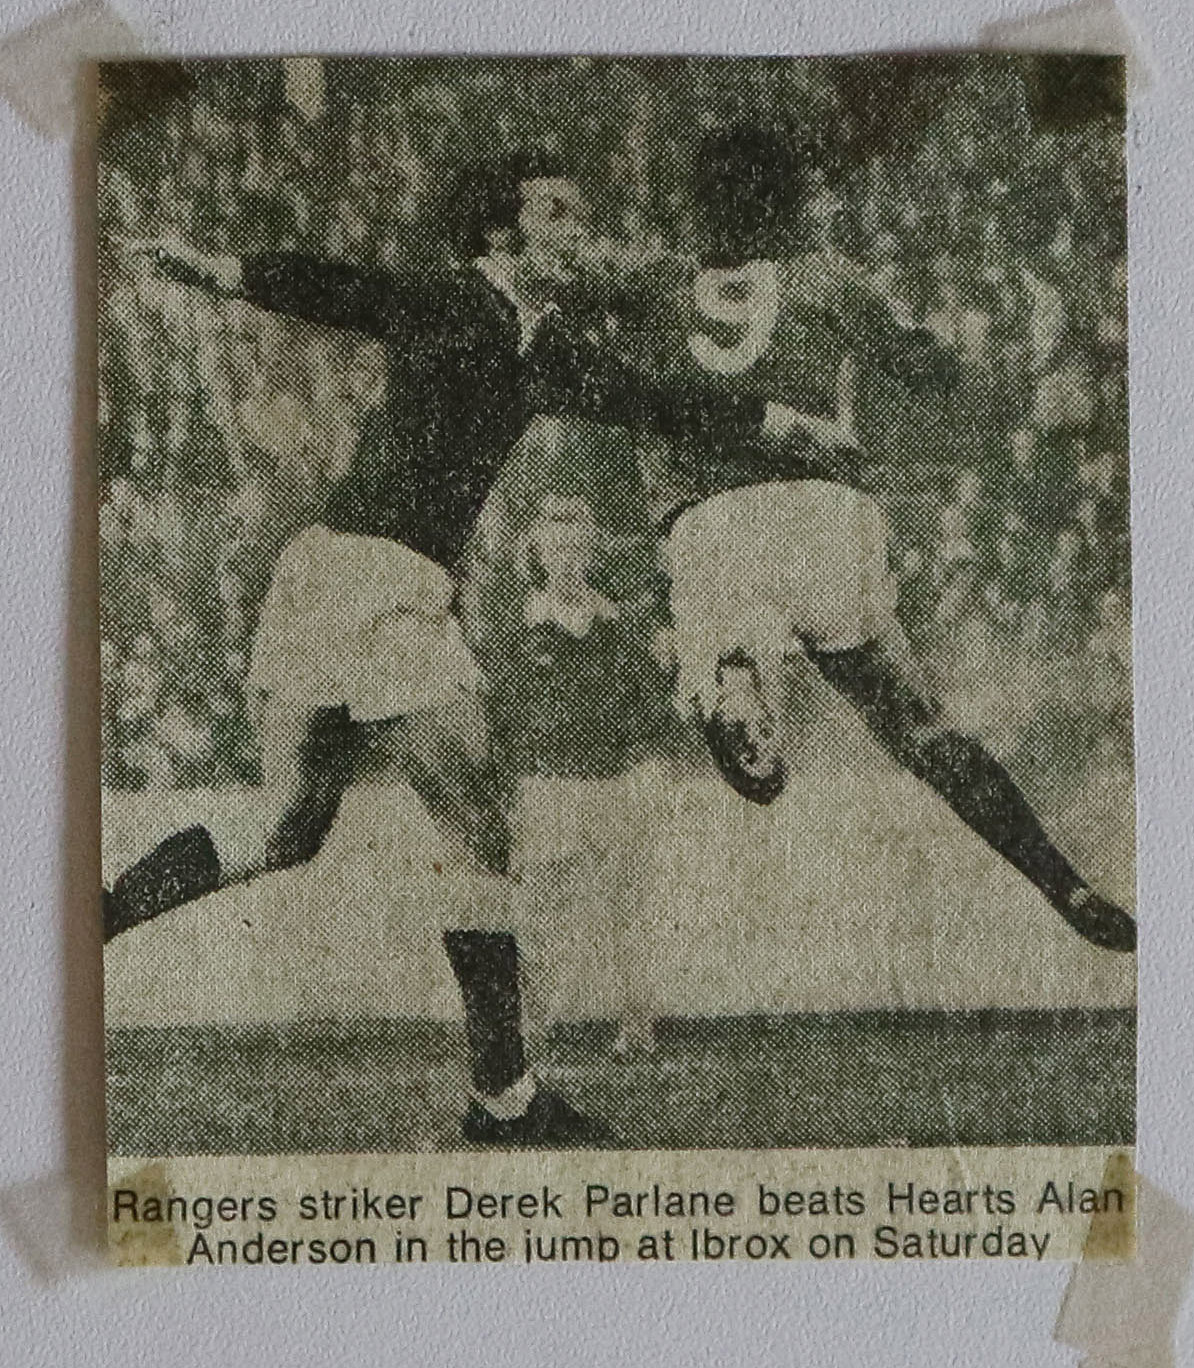 9
Rangers striker Derek Parlane beats Hearts Alan
Anderson in the jump at Ibrox on Saturday